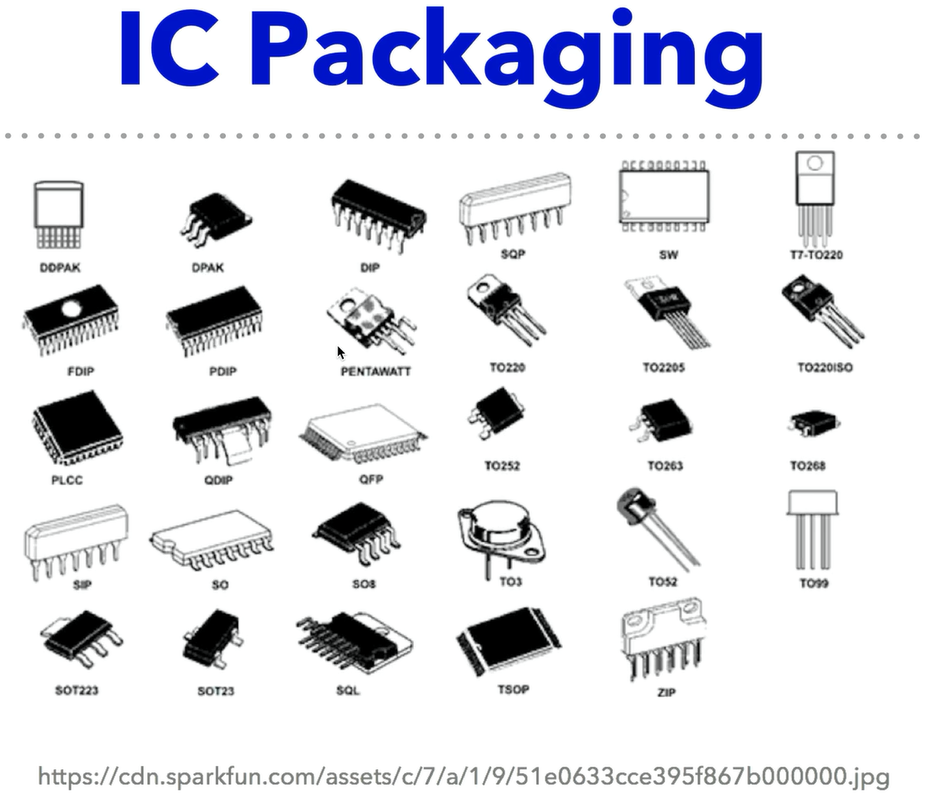 IC Packaging
DDPAK
DPAK
DIP
SQP
SW
T7-TO220
FDIP
PDIP
PENTAWATT
TO220
TO2205
TO220ISO
PLCC
QDIP
QFP
TO252
TO263
TO268
SIP
SO
SO8
TO3
TO52
TO99
SOT223
SOT23
SQL
TSOP
ZIP
https://cdn.sparkfun.com/assets/c/7/a/1/9/51e0633cce395f867b000000.jpg